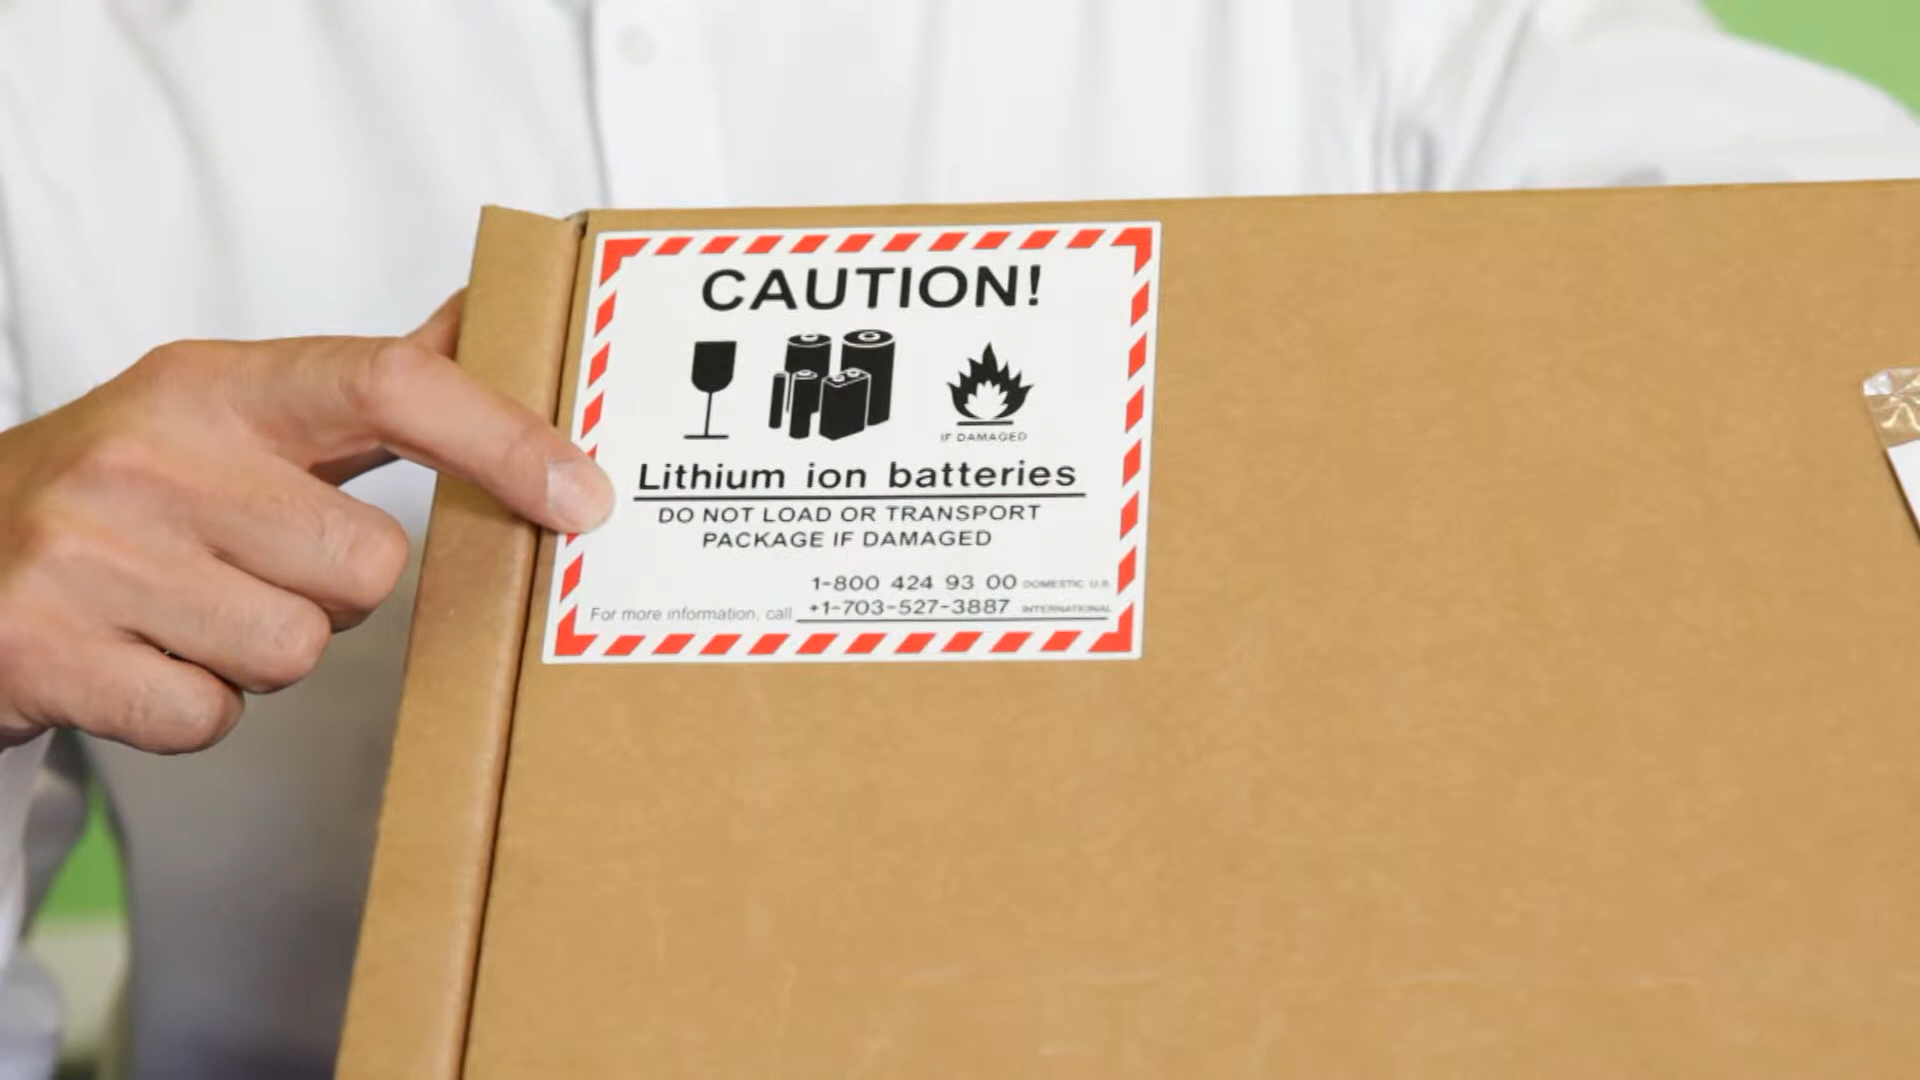 CAUTION!
IF DAMAGED
Lithium ion batteries
DO NOT LOAD OR TRANSPORT
PACKAGE IF DAMAGED
1-800 424 93 00 DOMESTIC U.S.
For more information, call +1-703-527-3887 INTERNATIONAL